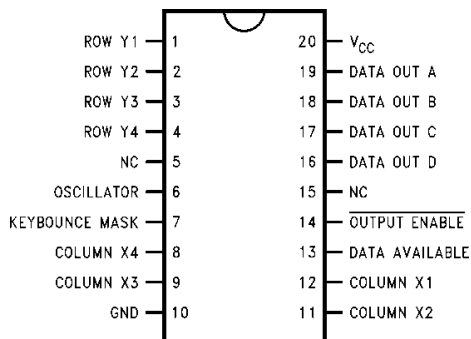 ROW Y1 1 20 VCC
ROW Y2 2 19 DATA OUT A
ROW Y3 3 18 DATA OUT B
ROW Y4 4 17 DATA OUT C
NC 5 16 DATA OUT D
OSCILLATOR 6 15 NC
KEYBOUNCE MASK 7 14 OUTPUT ENABLE
COLUMN X4 8 13 DATA AVAILABLE
COLUMN X3 9 12 COLUMN X1
GND 10 11 COLUMN X2